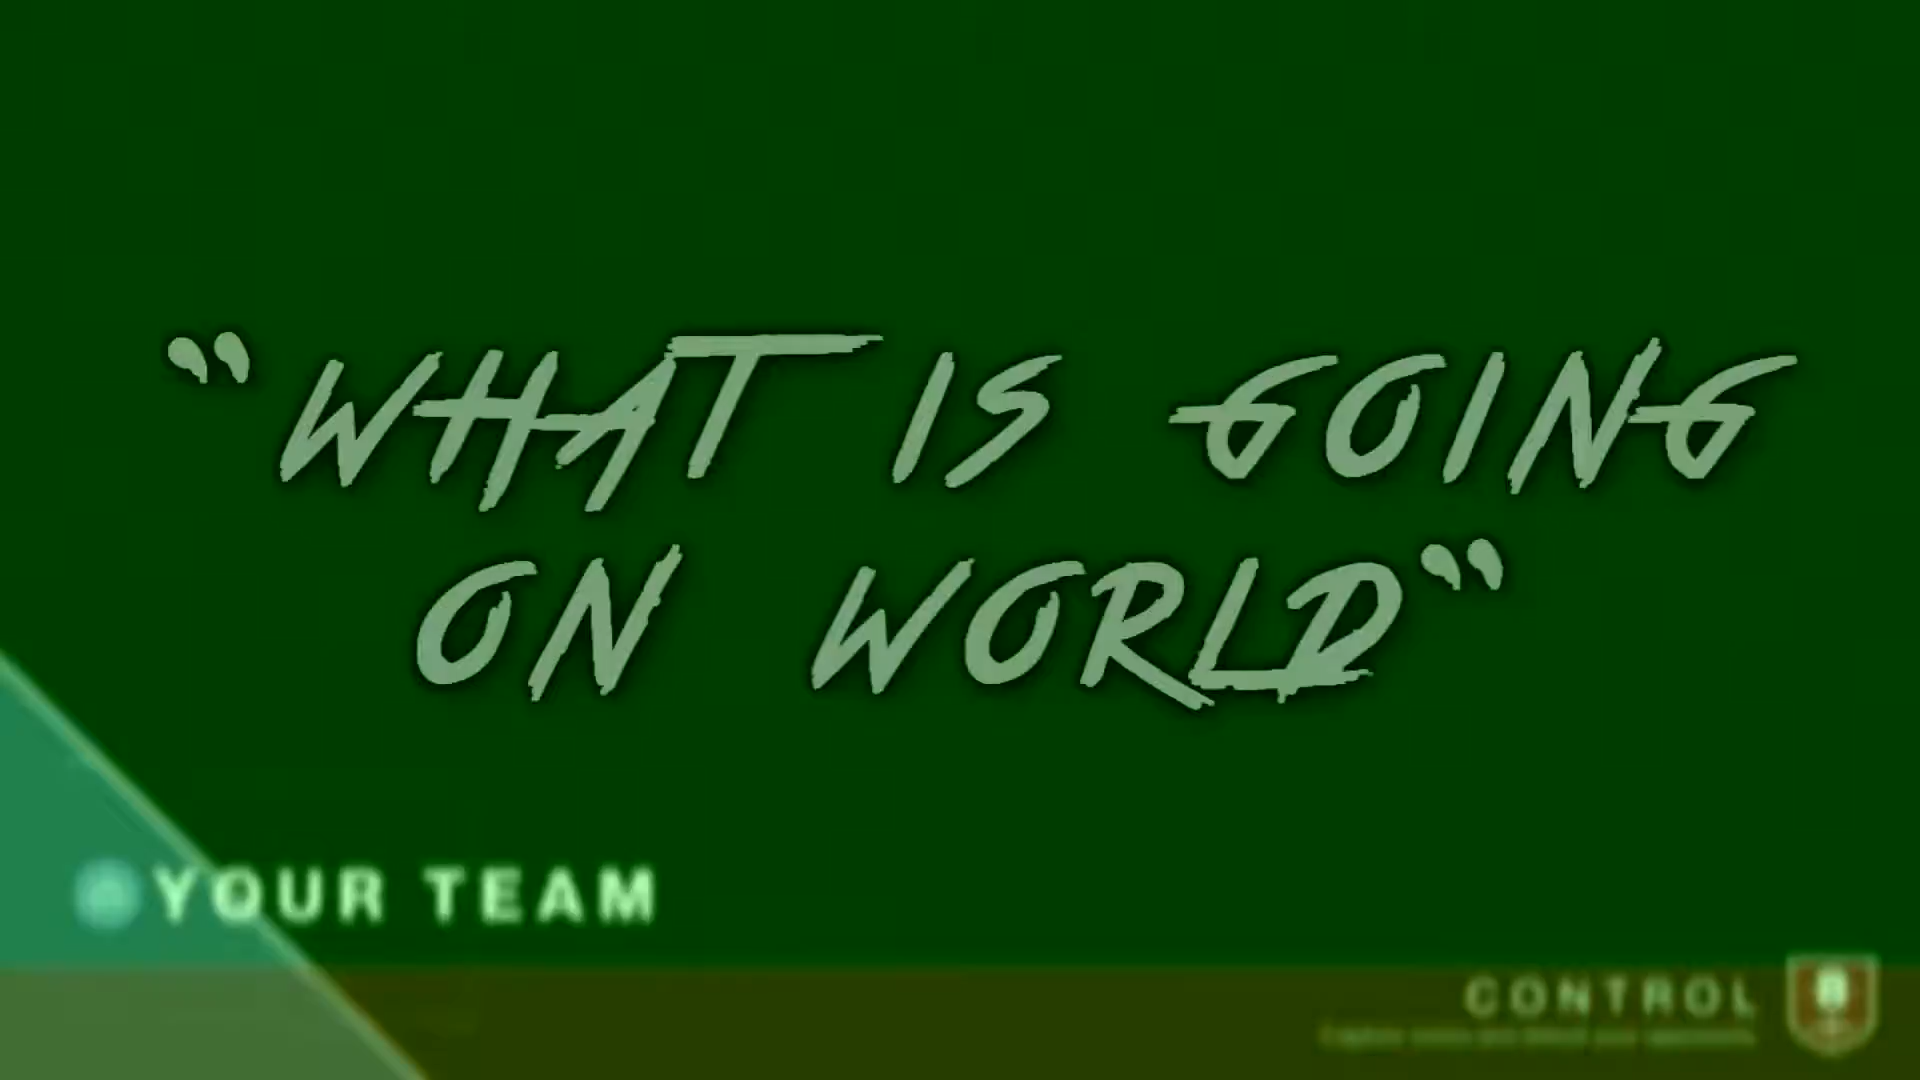 “WHAT IS GOING
ON WORLD“
YOUR TEAM
CONTROL